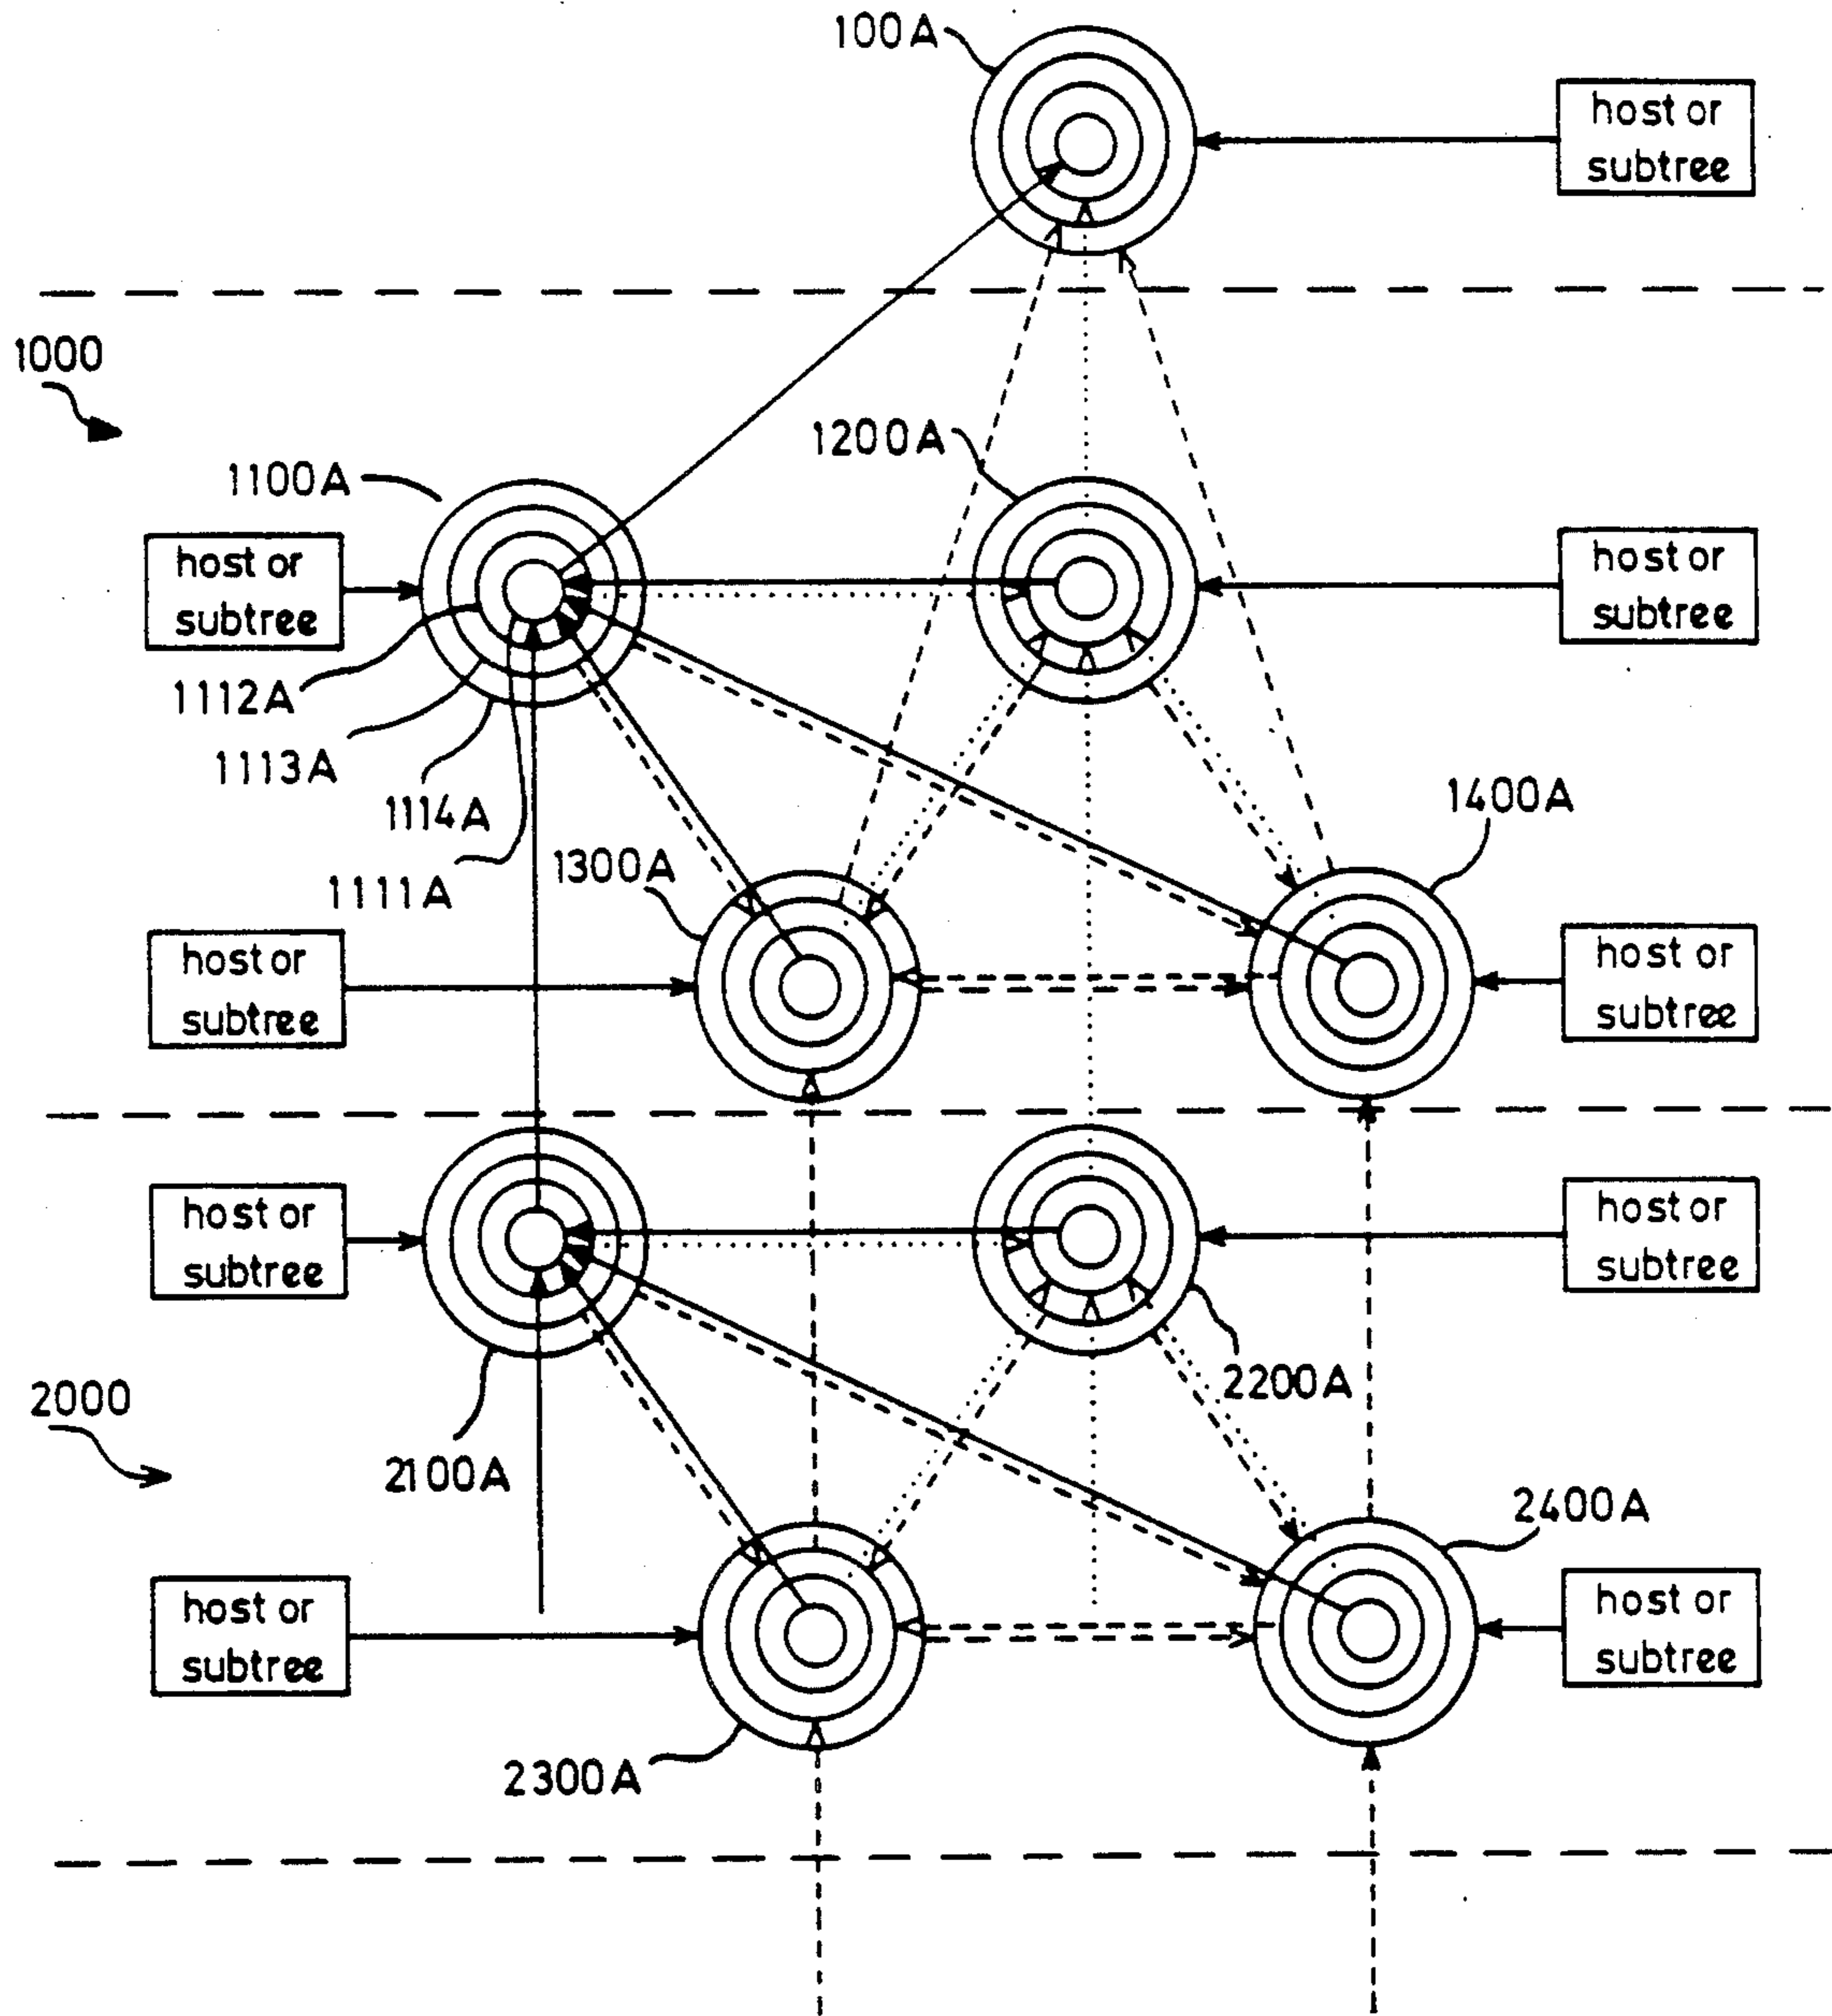 100A
host or
subtree
1000
1200A
1100A
host or
subtree
host or
subtree
1112A
1113A
1114A
1111A
1400A
1300A
host or
subtree
host or
subtree
host or
subtree
host or
subtree
2200A
2000
2100A
2400A
host or
subtree
host or
subtree
2300A